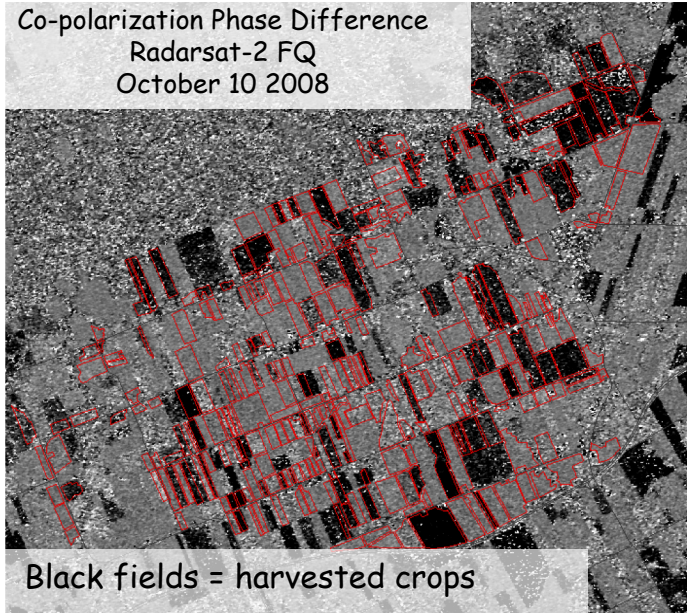 Co-polarization Phase Difference
Radarsat-2 FQ
October 10 2008
Black fields = harvested crops